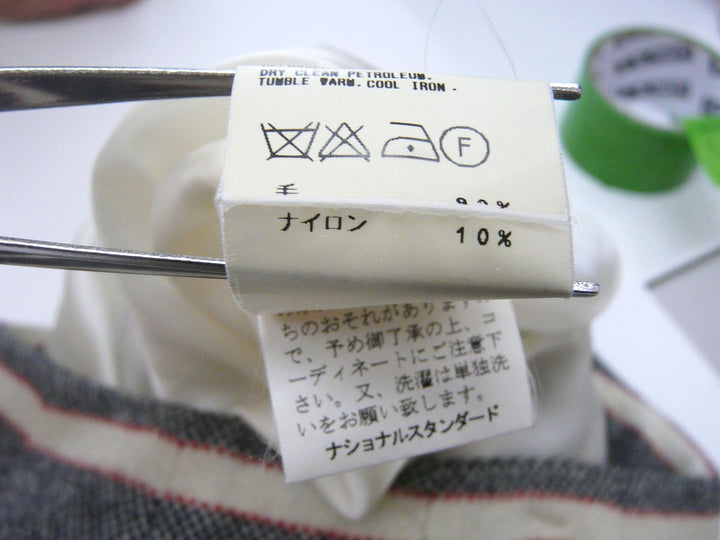 DRY CLEAN PETROLEUM.
TUMBLE WARM. COOL IRON.
F
毛
ナイロン 10%
ちのおそれがあります
で、予め御了承の上、コ
ーディネートにご注意下
さい。又、洗濯は単独洗
いをお願い致します。
ナショナルスタンダード